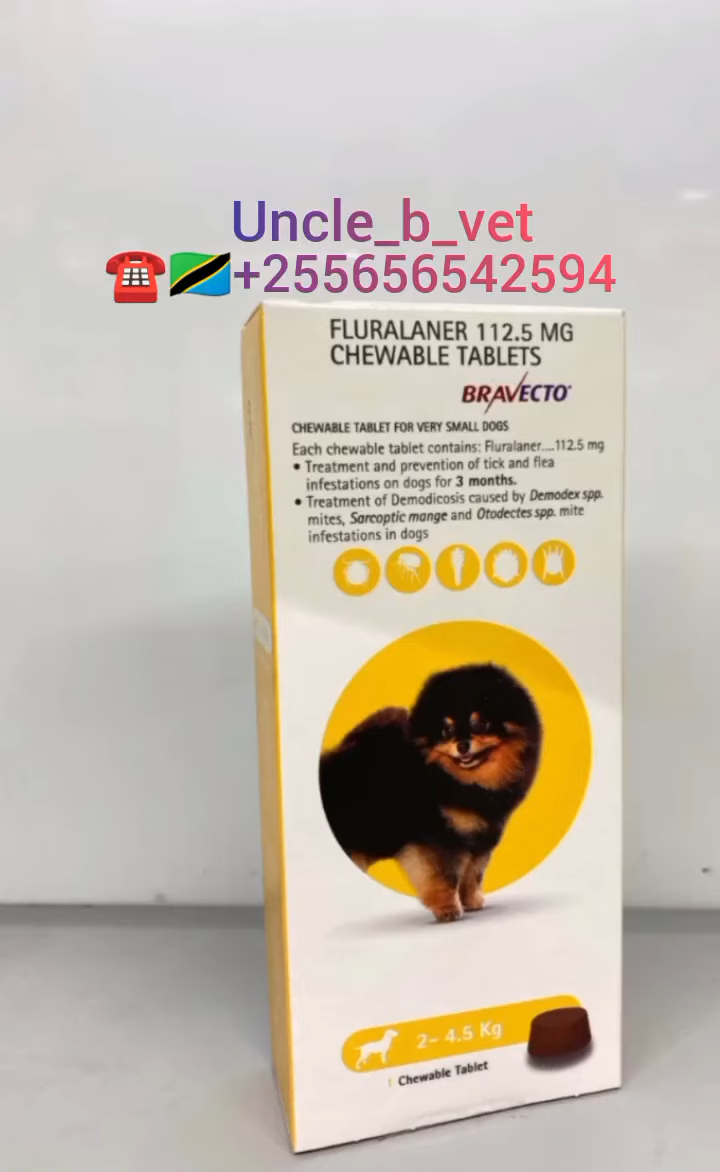 Uncle_b_vet
☎️🇹🇿+255656542594
FLURALANER 112.5 MG
CHEWABLE TABLETS
BRAVECTO
CHEWABLE TABLET FOR VERY SMALL DOGS
Each chewable tablet contains: Fluralaner....112.5 mg
• Treatment and prevention of tick and flea
infestations on dogs for 3 months.
• Treatment of Demodicosis caused by Demodex spp.
mites, Sarcoptic mange and Otodectes spp. mite
infestations in dogs
2- 4.5 Kg
Chewable Tablet